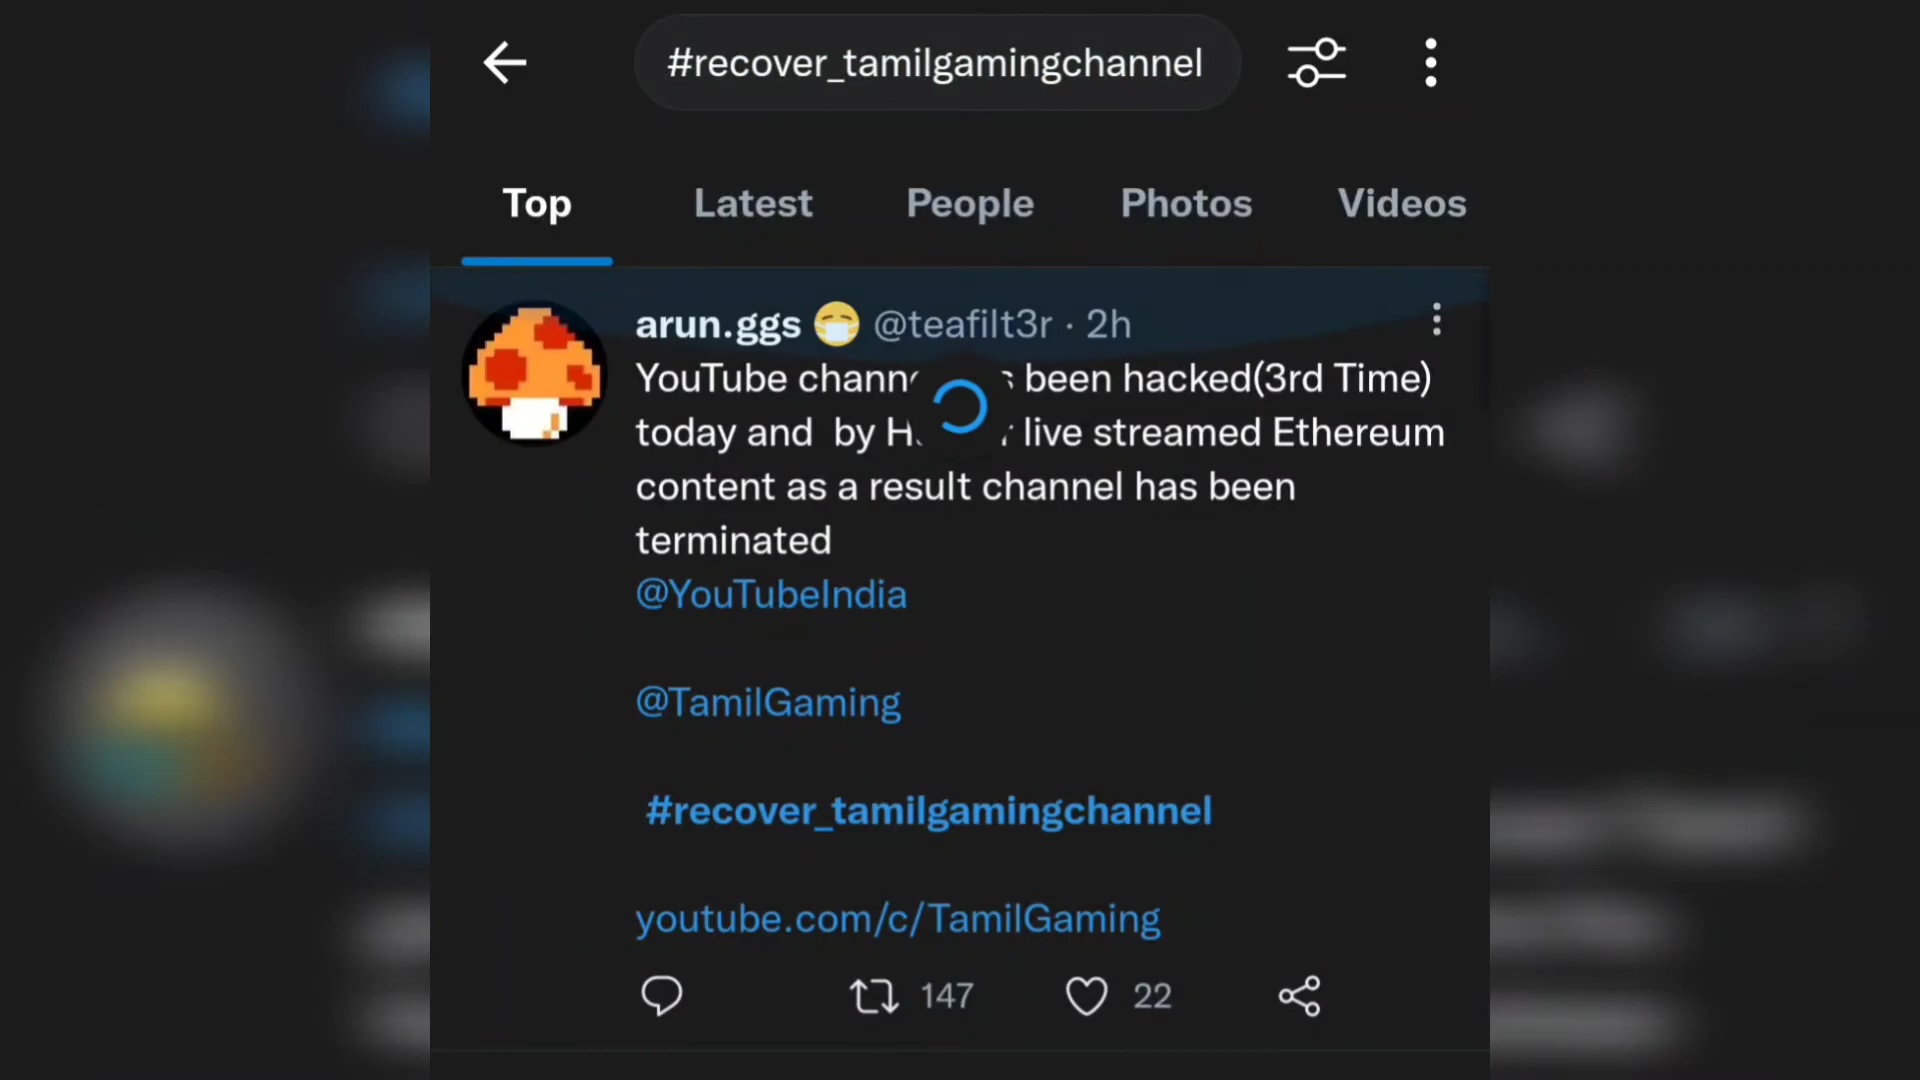 #recover_tamilgamingchannel
Top Latest People Photos Videos
arun.ggs 😷 @teafilt3r · 2h
YouTube been hacked(3rd Time)
today and by live streamed Ethereum
content as a result channel has been
terminated
@YouTubeIndia
@TamilGaming
#recover_tamilgamingchannel
youtube.com/c/TamilGaming
147 22